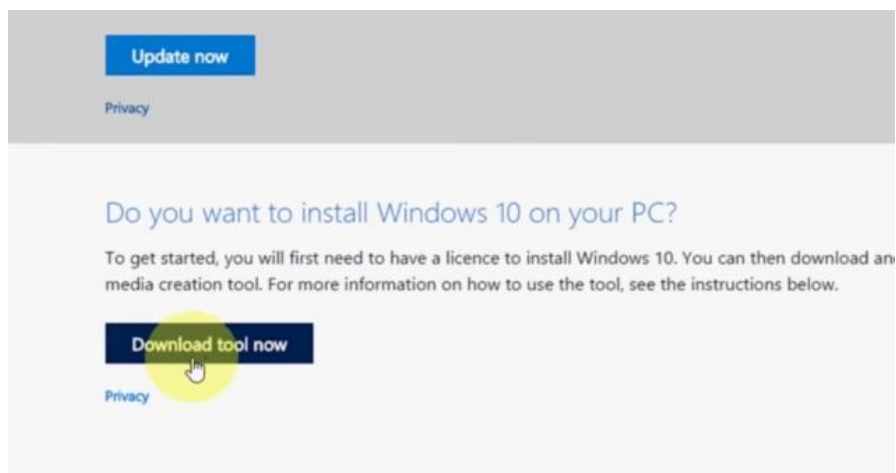 Update now
Privacy
Do you want to install Windows 10 on your PC?
To get started, you will first need to have a licence to install Windows 10. You can then download and
media creation tool. For more information on how to use the tool, see the instructions below.
Download tool now
Privacy